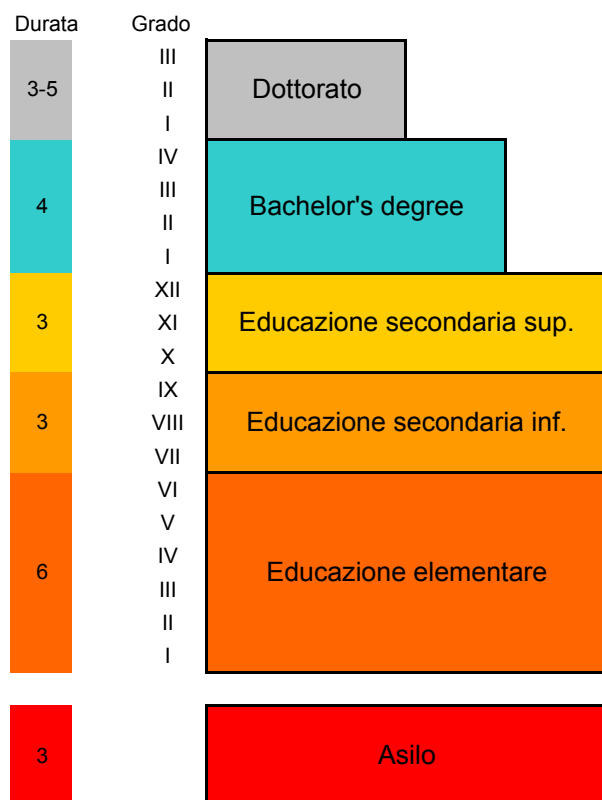 Durata Grado
III
3-5 II Dottorato
I
IV
III
4 Bachelor's degree
II
I
XII
3 XI Educazione secondaria sup.
X
IX
3 VIII Educazione secondaria inf.
VII
VI
V
IV
6 Educazione elementare
III
II
I
3 Asilo